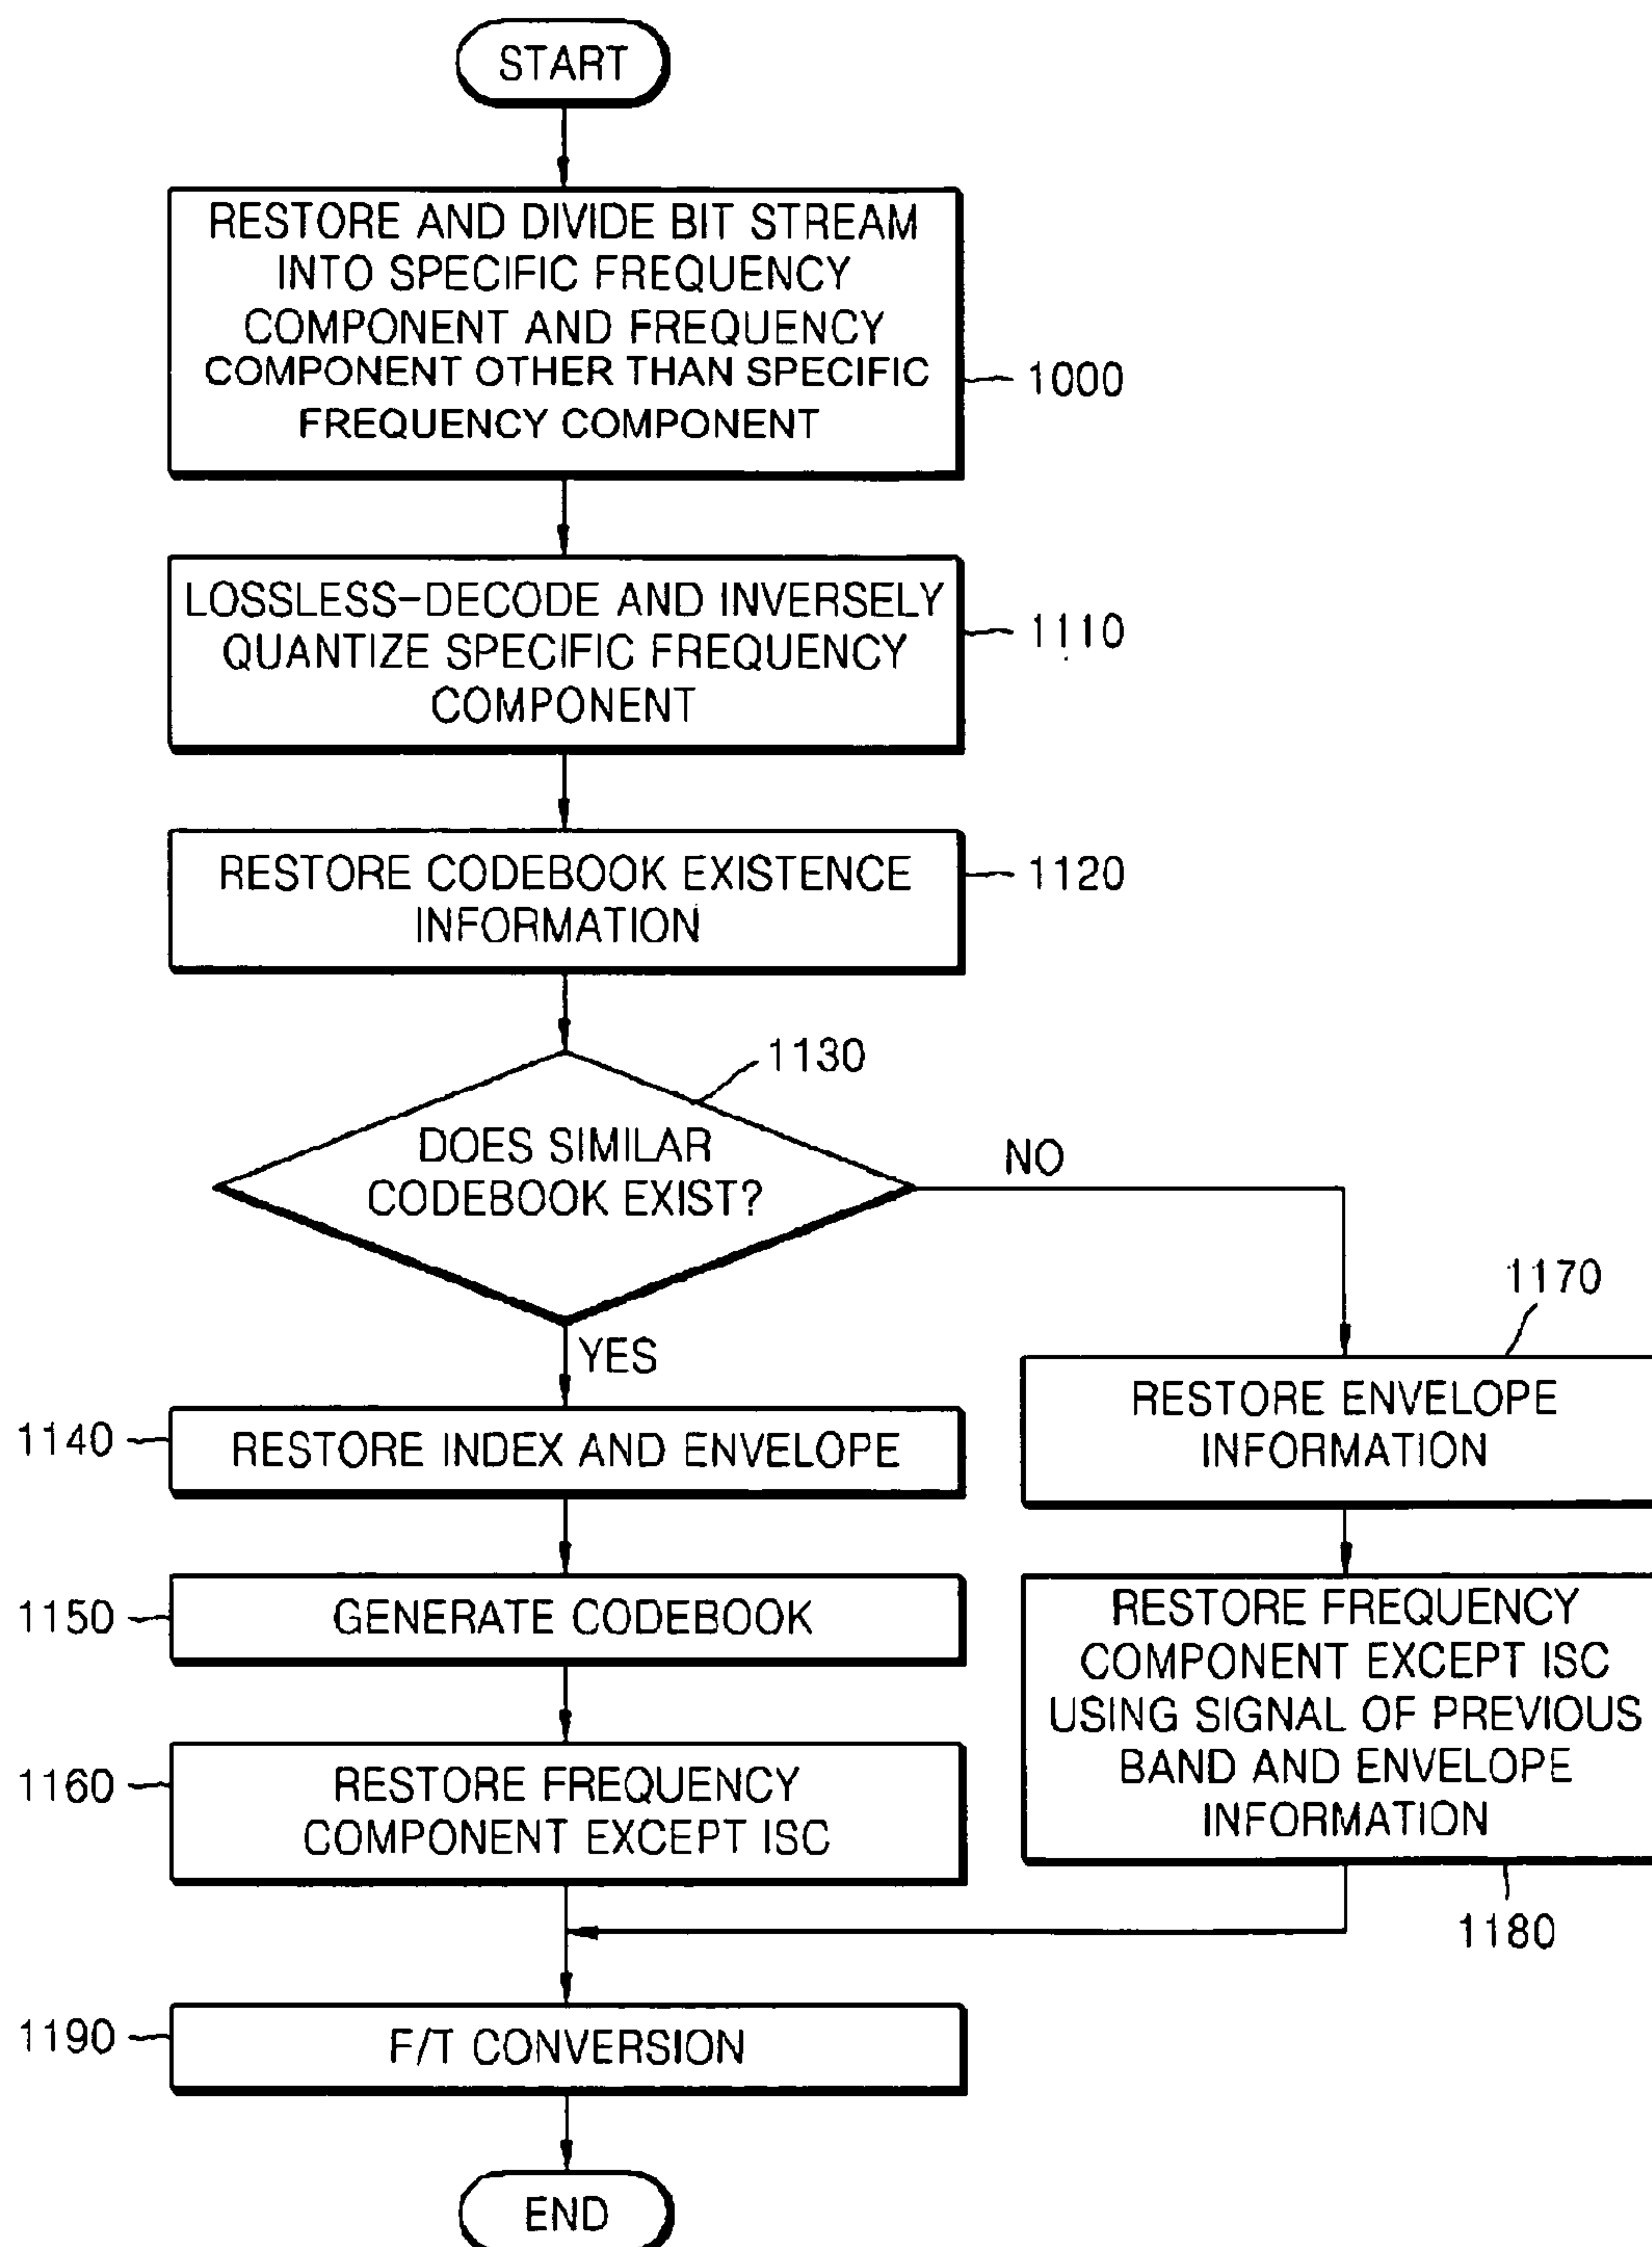 START
RESTORE AND DIVIDE BIT STREAM
INTO SPECIFIC FREQUENCY
COMPONENT AND FREQUENCY
COMPONENT OTHER THAN SPECIFIC
FREQUENCY COMPONENT
1000
LOSSLESS-DECODE AND INVERSELY
QUANTIZE SPECIFIC FREQUENCY
COMPONENT
1110
RESTORE CODEBOOK EXISTENCE
INFORMATION
1120
1130
DOES SIMILAR
CODEBOOK EXIST?
NO
YES
1140
RESTORE INDEX AND ENVELOPE
1150
GENERATE CODEBOOK
1160
RESTORE FREQUENCY
COMPONENT EXCEPT ISC
1170
RESTORE ENVELOPE
INFORMATION
RESTORE FREQUENCY
COMPONENT EXCEPT ISC
USING SIGNAL OF PREVIOUS
BAND AND ENVELOPE
INFORMATION
1180
1190
F/T CONVERSION
END